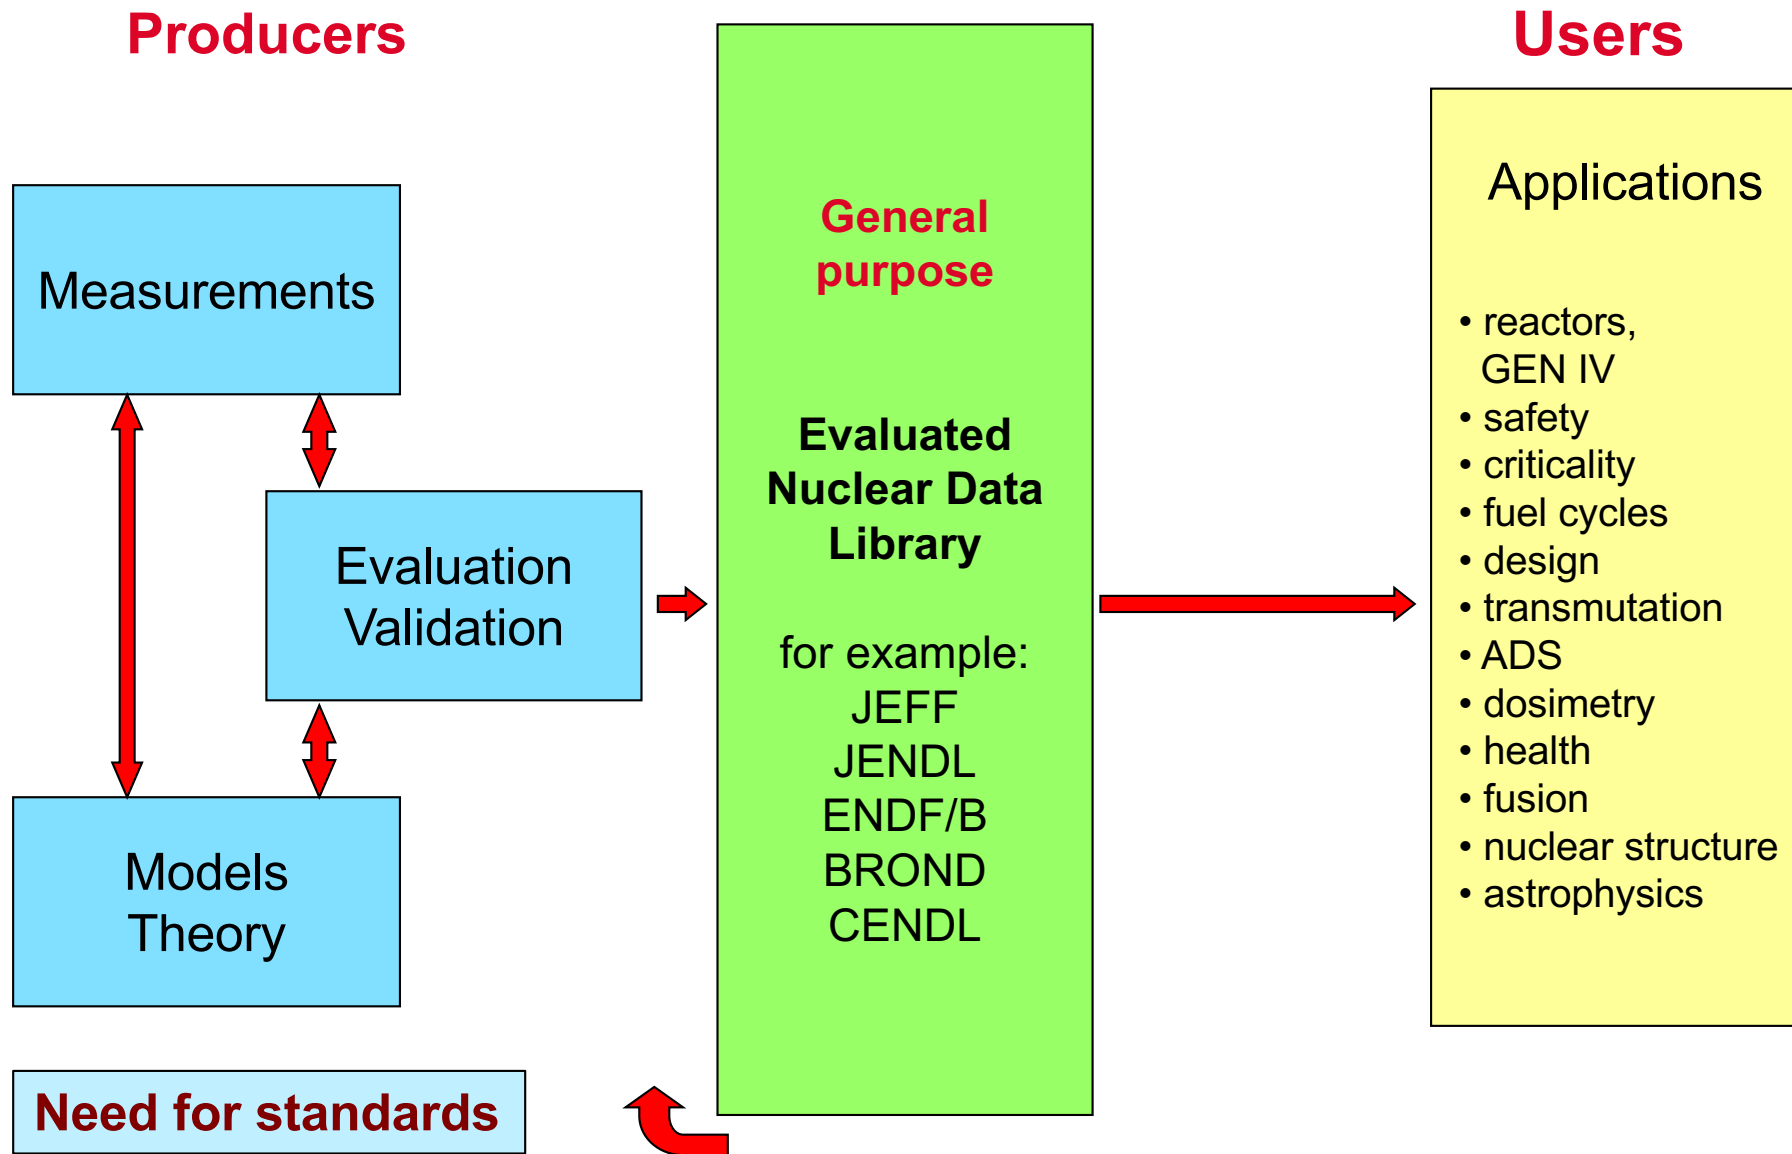 Producers
Users
Measurements
Evaluation
Validation
Models
Theory
Need for standards
General
purpose
Evaluated
Nuclear Data
Library
for example:
JEFF
JENDL
ENDF/B
BROND
CENDL
Applications
• reactors,
GEN IV
• safety
• criticality
• fuel cycles
• design
• transmutation
• ADS
• dosimetry
• health
• fusion
• nuclear structure
• astrophysics